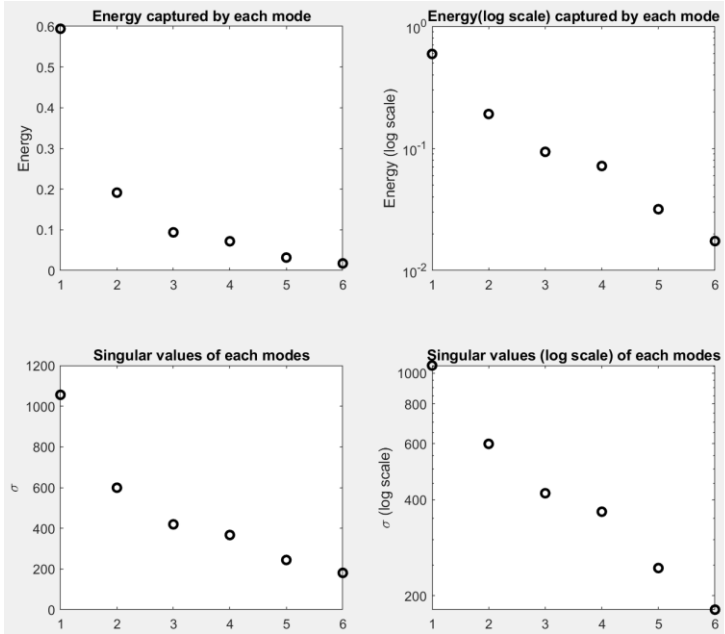 Energy captured by each mode
0.6
0.5
0.4
0.3
0.2
0.1
0
Energy
1 2 3 4 5 6
Energy(log scale) captured by each mode
10^0
10^-1
10^-2
Energy (log scale)
1 2 3 4 5 6
Singular values of each modes
1200
1000
800
600
400
200
0
σ
1 2 3 4 5 6
Singular values (log scale) of each modes
1000
800
600
400
200
σ (log scale)
1 2 3 4 5 6